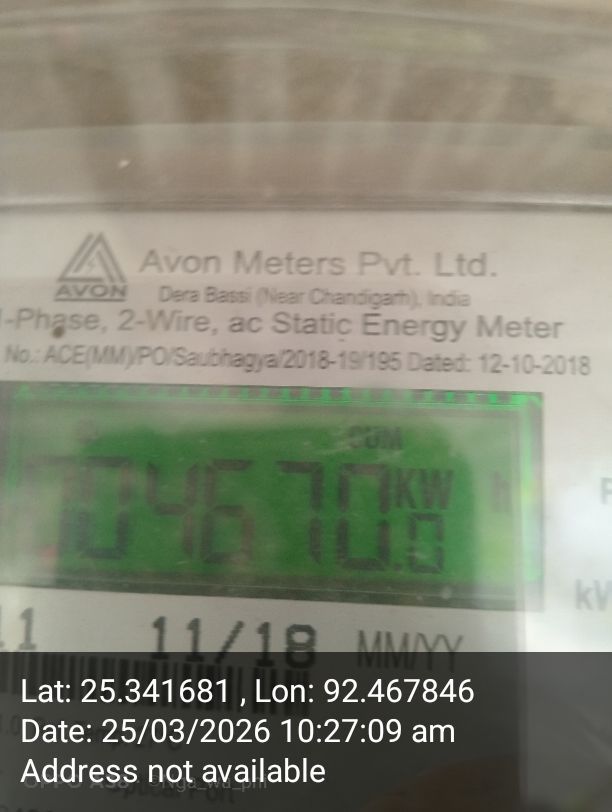 Avon Meters Pvt. Ltd.
AVON
Dera Bassi (Near Chandigarh), India
1-Phase, 2-Wire, ac Static Energy Meter
No.: ACE(MM)/PO/Saubhagya/2018-19/195 Dated: 12-10-2018
CUM
004670.0 KW h
11/18 MM/YY
Lat: 25.341681 , Lon: 92.467846
Date: 25/03/2026 10:27:09 am
Address not available